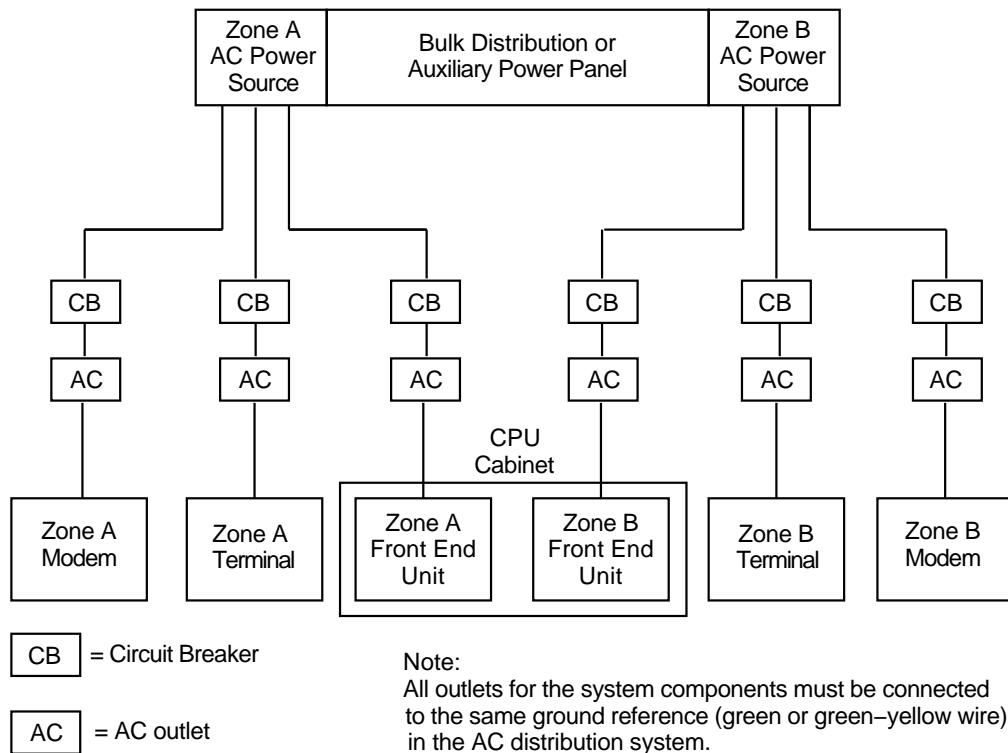 Zone A
AC Power
Source
Bulk Distribution or
Auxiliary Power Panel
Zone B
AC Power
Source
CB
CB
CB
CB
CB
CB
AC
AC
AC
AC
AC
AC
CPU
Cabinet
Zone A
Modem
Zone A
Terminal
Zone A
Front End
Unit
Zone B
Front End
Unit
Zone B
Terminal
Zone B
Modem
CB = Circuit Breaker
AC = AC outlet
Note:
All outlets for the system components must be connected
to the same ground reference (green or green−yellow wire)
in the AC distribution system.